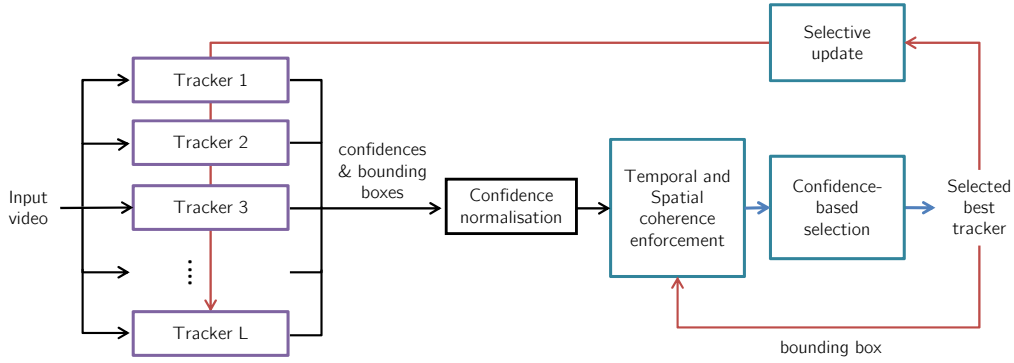 Input
video
Tracker 1
Tracker 2
Tracker 3
Tracker L
confidences
& bounding
boxes
Confidence
normalisation
Temporal and
Spatial
coherence
enforcement
Confidence-
based
selection
Selective
update
Selected
best
tracker
bounding box